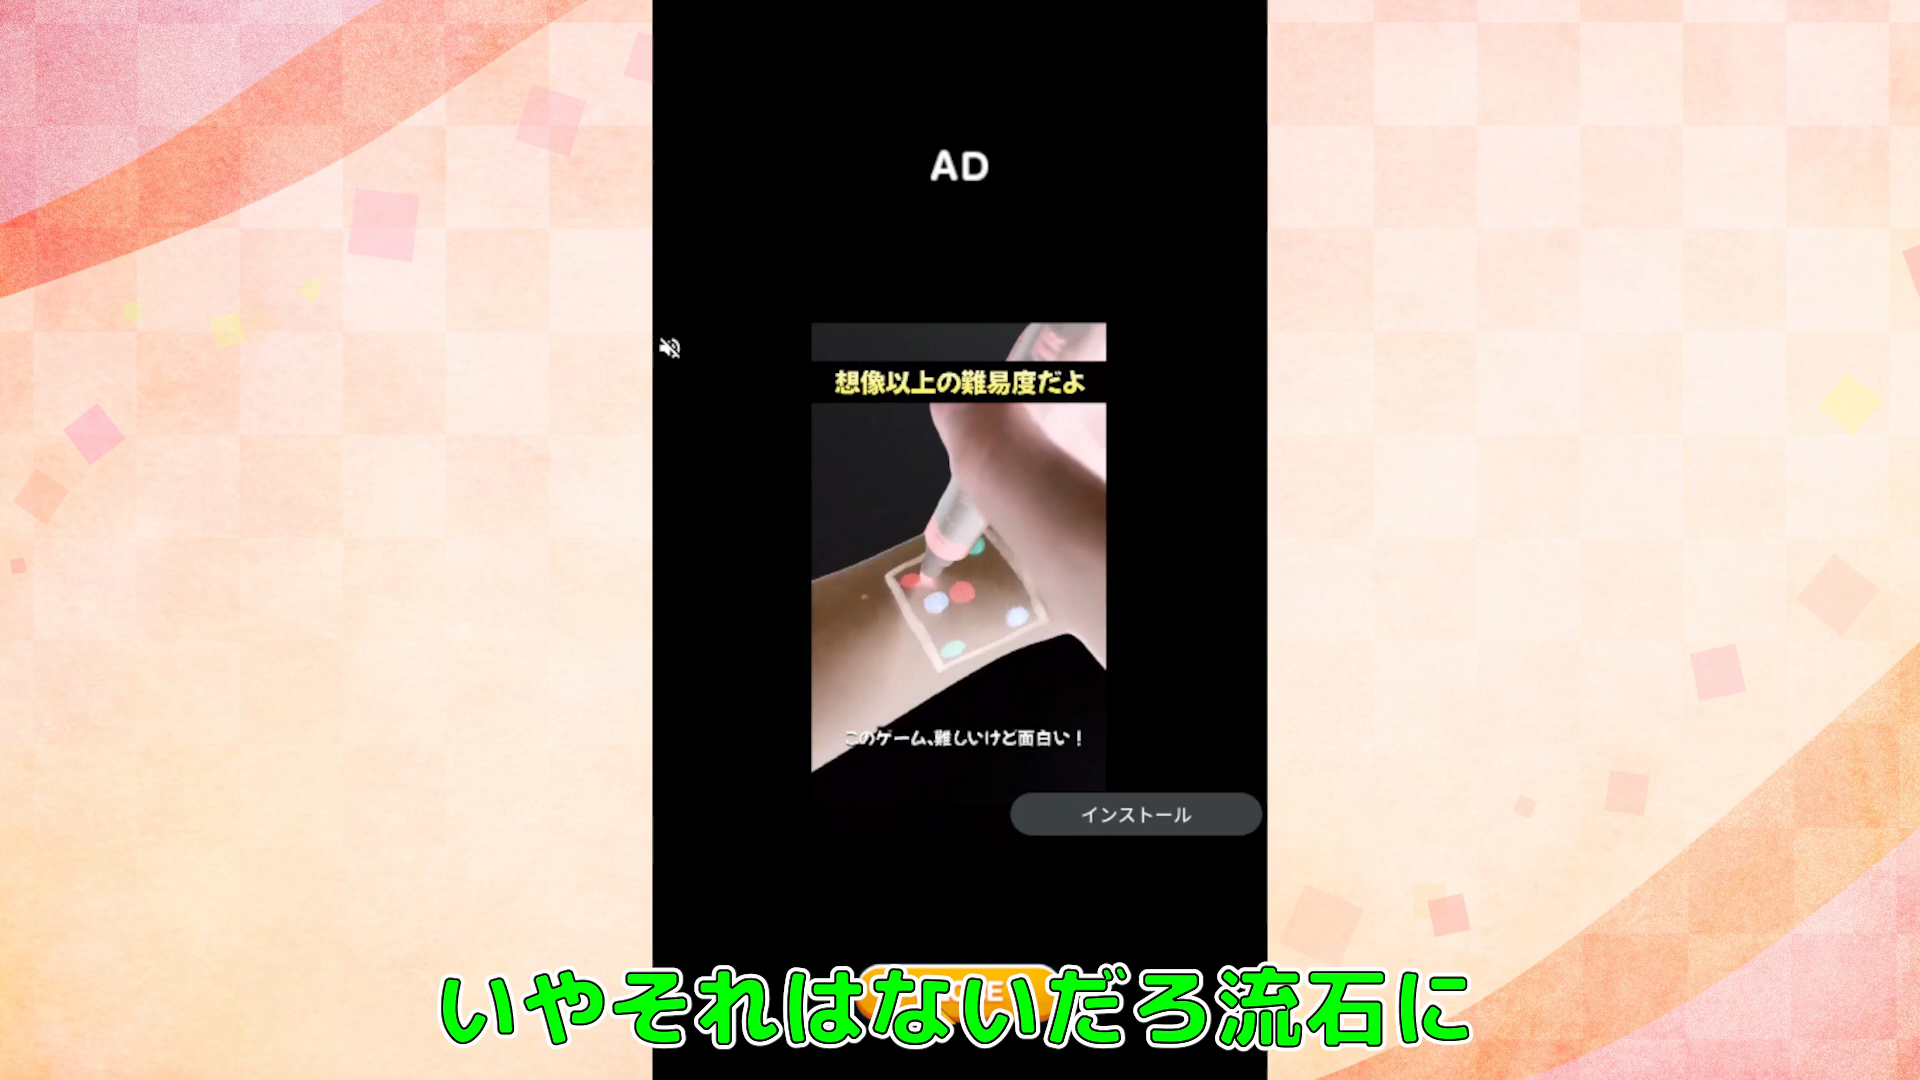 AD
想像以上の難易度だよ
このゲーム、難しいけど面白い！
インストール
いやそれはないだろ流石に